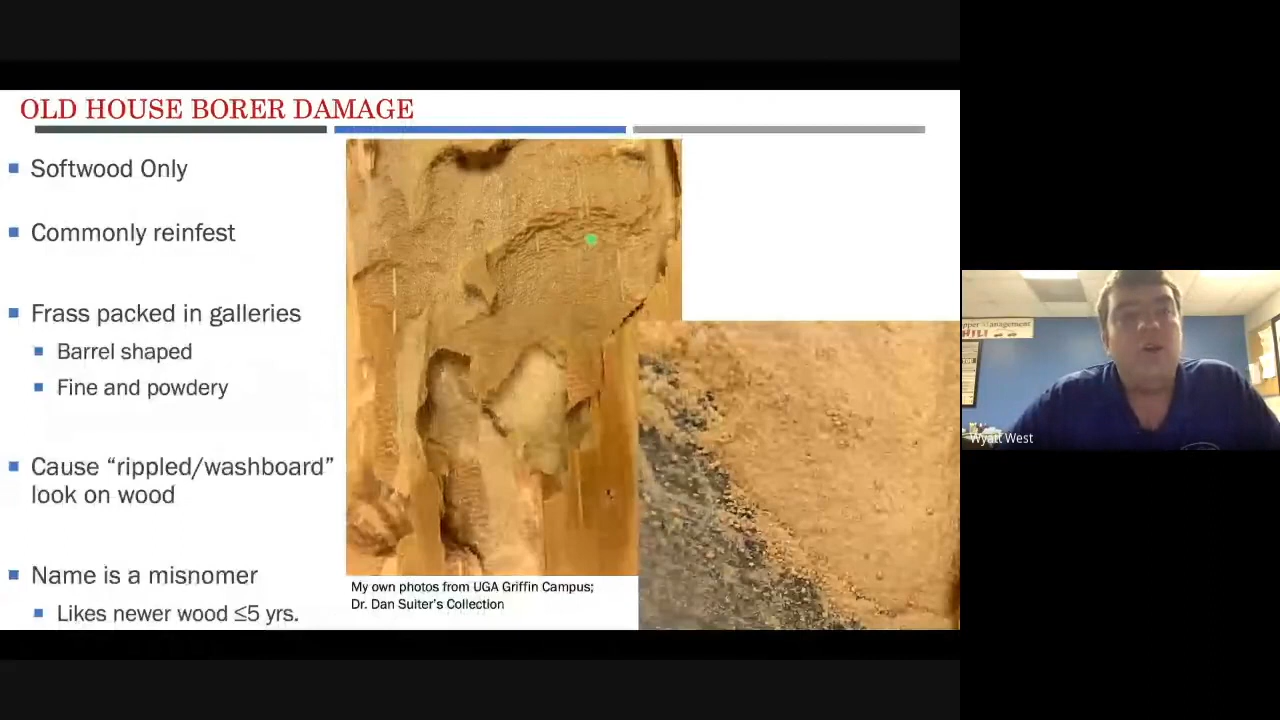 OLD HOUSE BORER DAMAGE
Softwood Only
Commonly reinfest
Frass packed in galleries
Barrel shaped
Fine and powdery
Cause “rippled/washboard”
look on wood
Name is a misnomer
Likes newer wood ≤5 yrs.
My own photos from UGA Griffin Campus;
Dr. Dan Suiter's Collection
Wyatt West